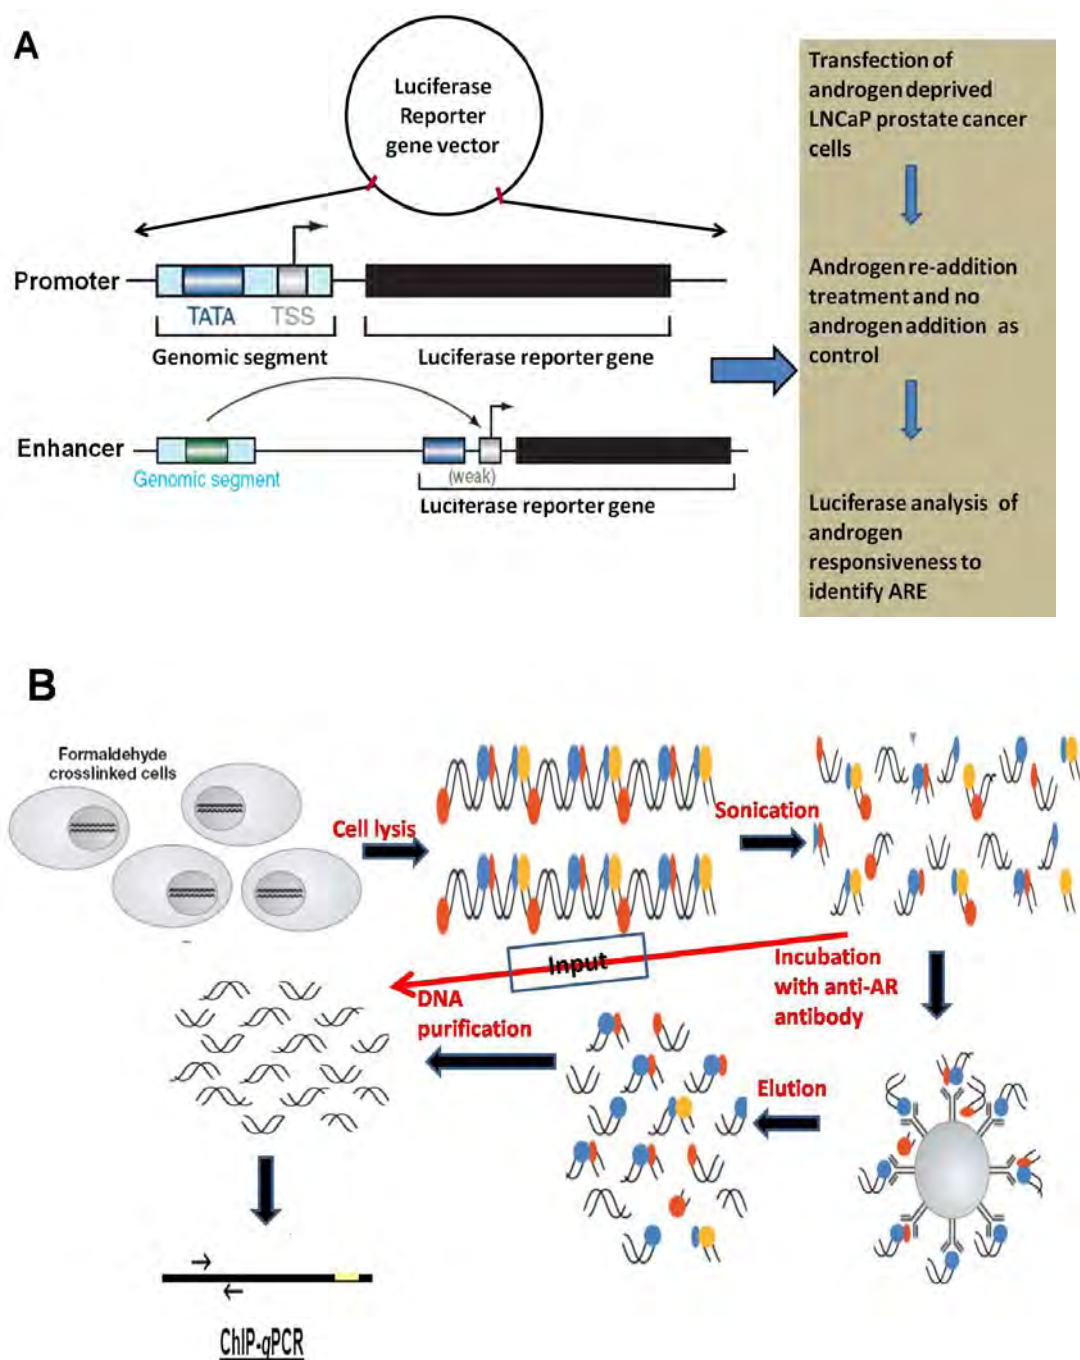 A
Luciferase
Reporter
gene vector
Promoter
TATA
TSS
Genomic segment
Luciferase reporter gene
Enhancer
Genomic segment
(weak)
Luciferase reporter gene
Transfection of
androgen deprived
LNCaP prostate cancer
cells
Androgen re-addition
treatment and no
androgen addition as
control
Luciferase analysis of
androgen
responsiveness to
identify ARE
B
Formaldehyde
crosslinked cells
Cell lysis
Sonication
Input
Incubation
with anti-AR
antibody
DNA
purification
Elution
ChIP-qPCR